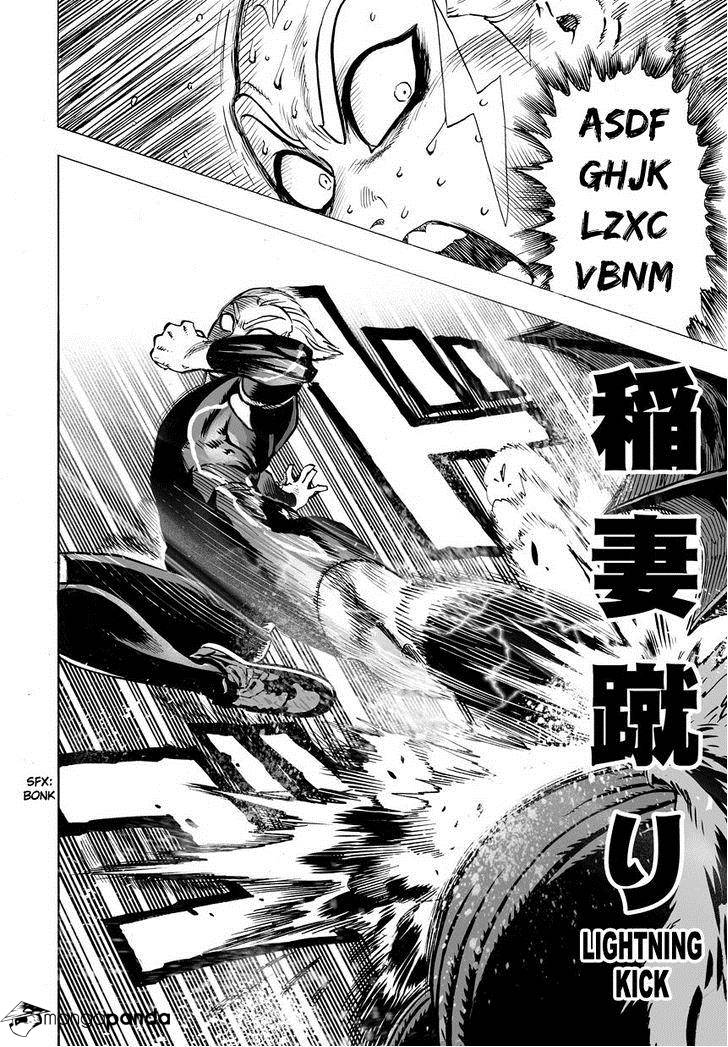 ASDF
GHJK
LZXC
VBNM
稲妻蹴り
LIGHTNING
KICK
SFX:
BONK
mangapanda